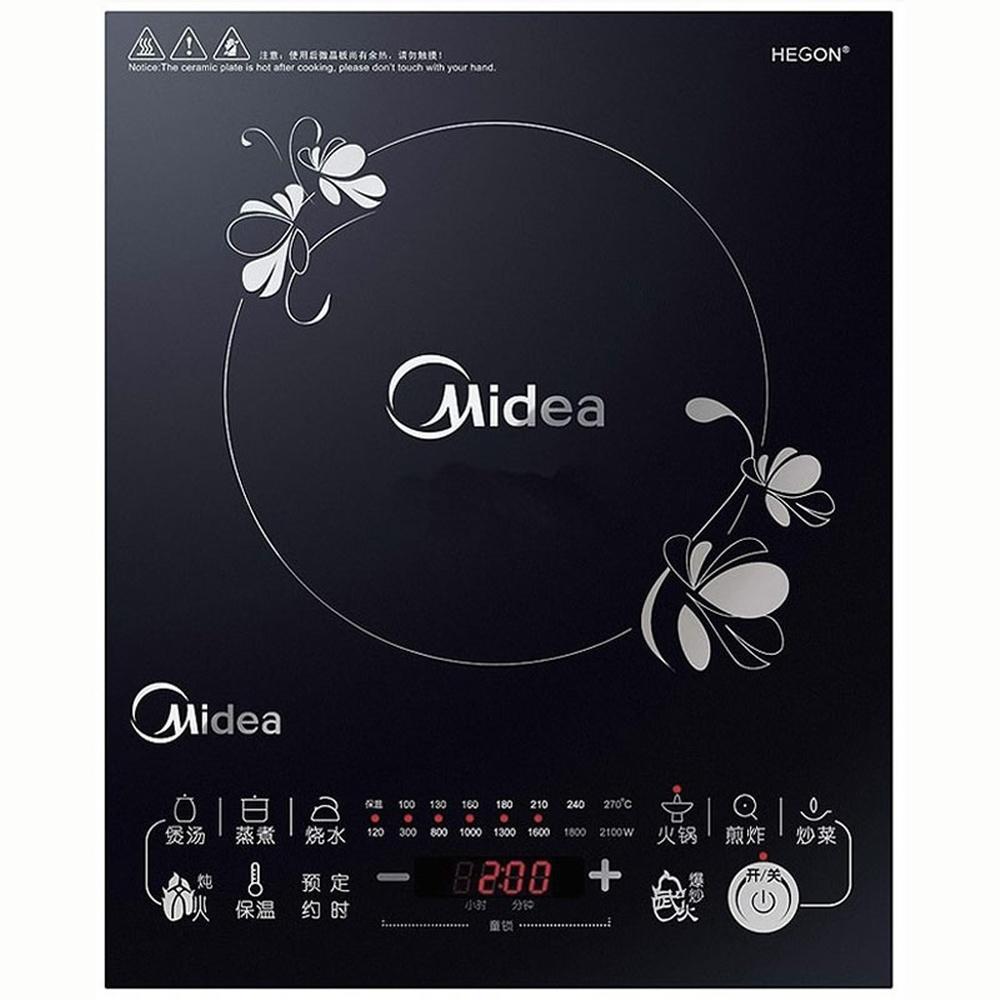 注意：使用后微晶板尚有余热，请勿触摸！
Notice:The ceramic plate is hot after cooking, please don't touch with your hand.
HEGON®
Midea
Midea
保温 100 130 160 180 210 240 270℃
120 300 800 1000 1300 1600 1800 2100W
煲汤 蒸煮 烧水 火锅 煎炸 炒菜
炖火 保温 预定约时 2:00 爆炒 武火 开/关
小时 分钟
童锁